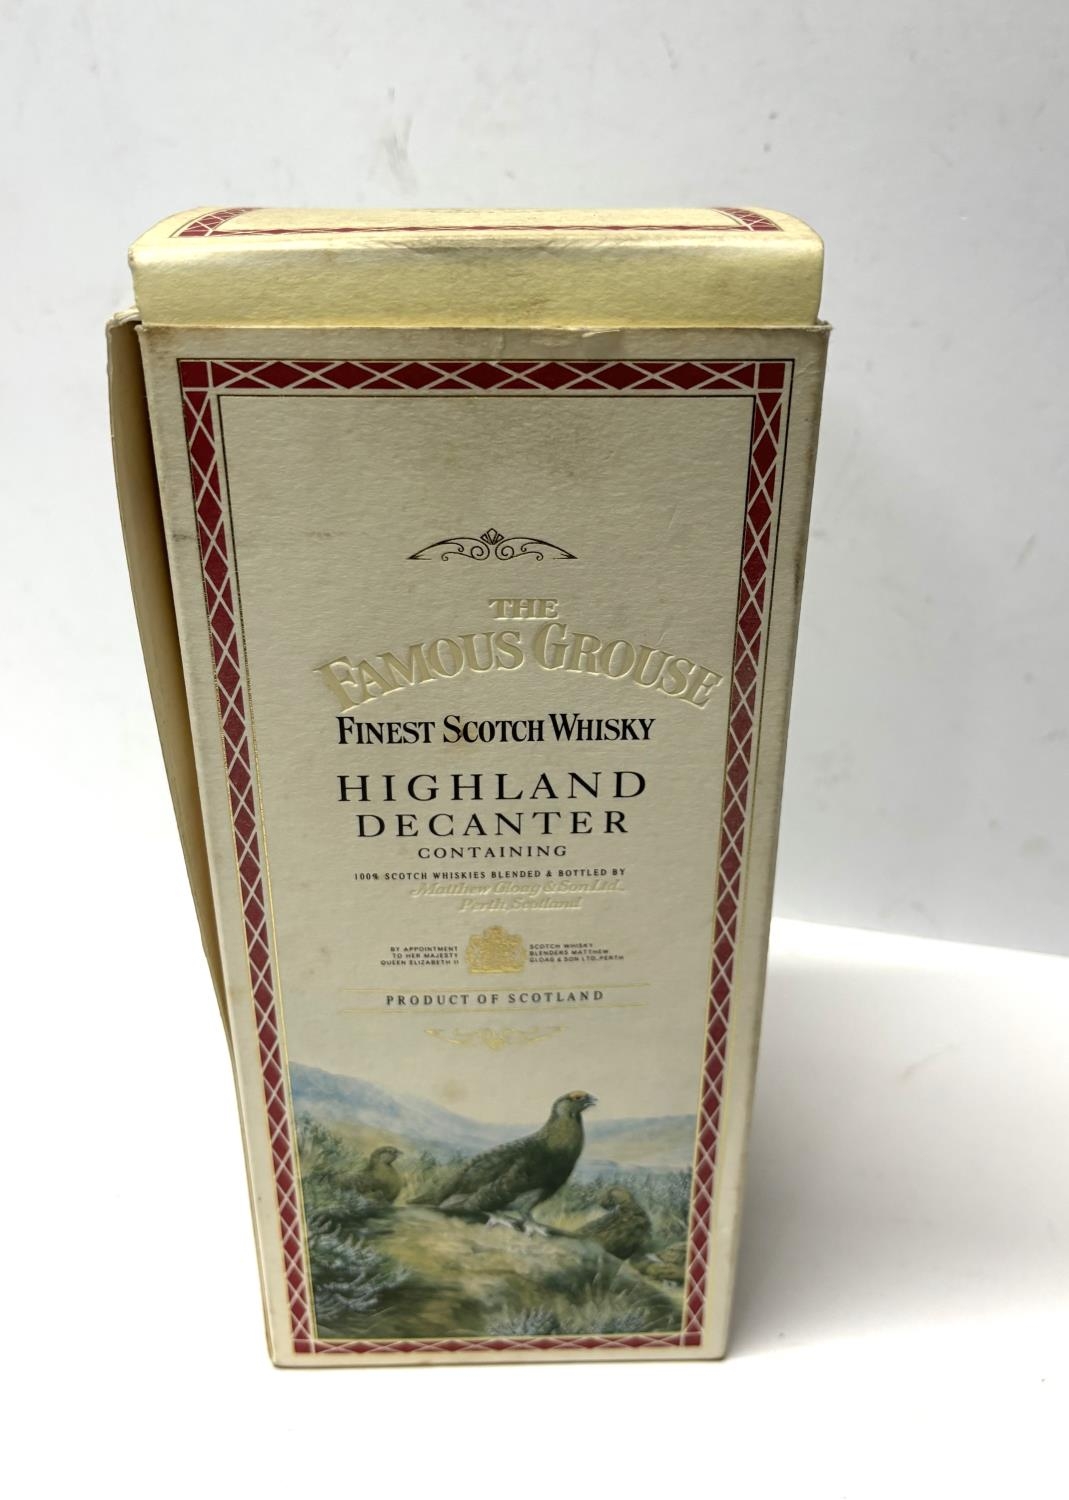 THE
FAMOUS GROUSE
FINEST SCOTCH WHISKY
HIGHLAND
DECANTER
CONTAINING
100% SCOTCH WHISKIES BLENDED & BOTTLED BY
Matthew Gloag & Son Ltd.,
Perth, Scotland
BY APPOINTMENT
TO HER MAJESTY
QUEEN ELIZABETH II
SCOTCH WHISKY
BLENDERS MATTHEW
GLOAG & SON LTD., PERTH
PRODUCT OF SCOTLAND